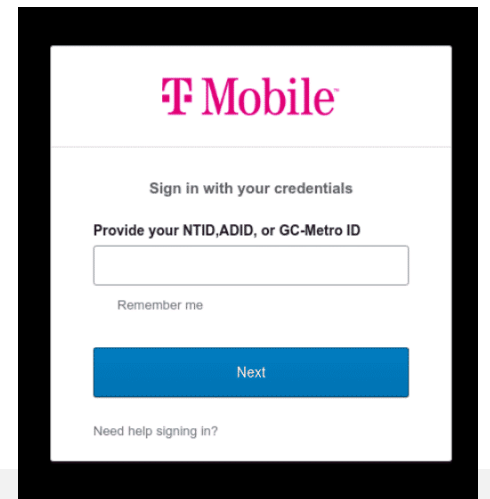 T Mobile™
Sign in with your credentials
Provide your NTID,ADID, or GC-Metro ID
Remember me
Next
Need help signing in?